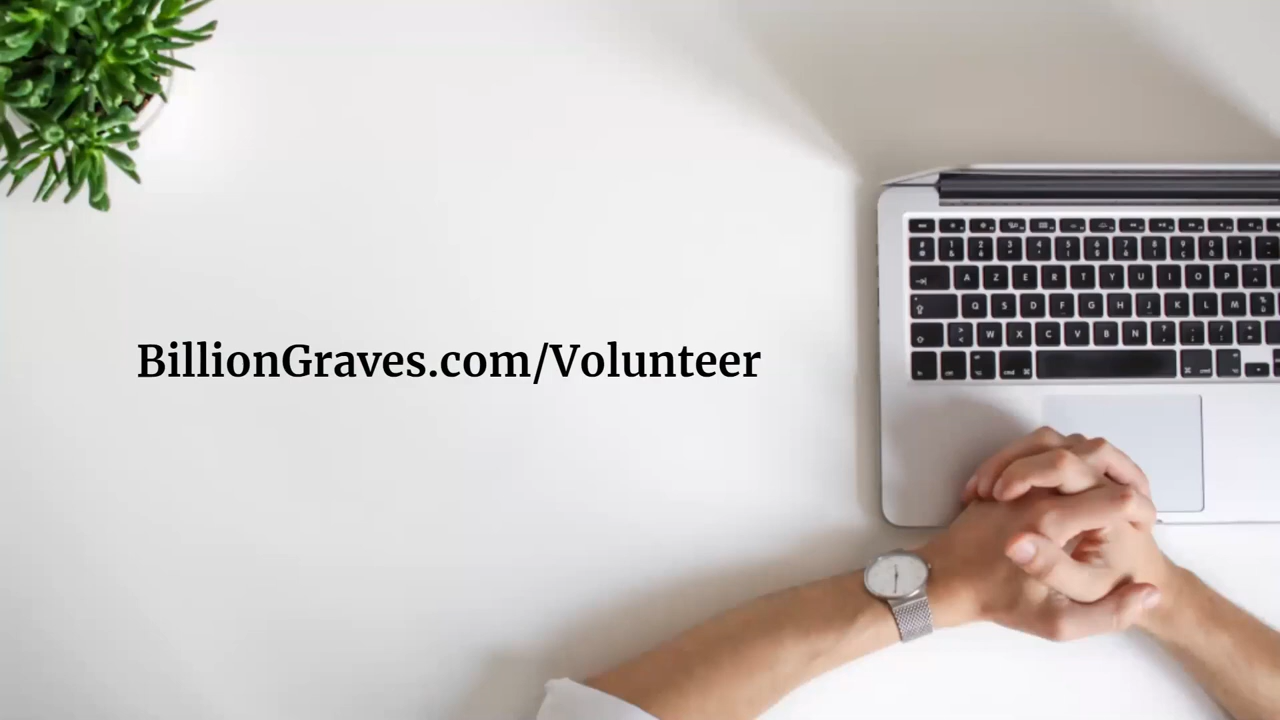 BillionGraves.com/Volunteer
A Z E R T Y U I O P
Q S D F G H J K L M
W X C V B N